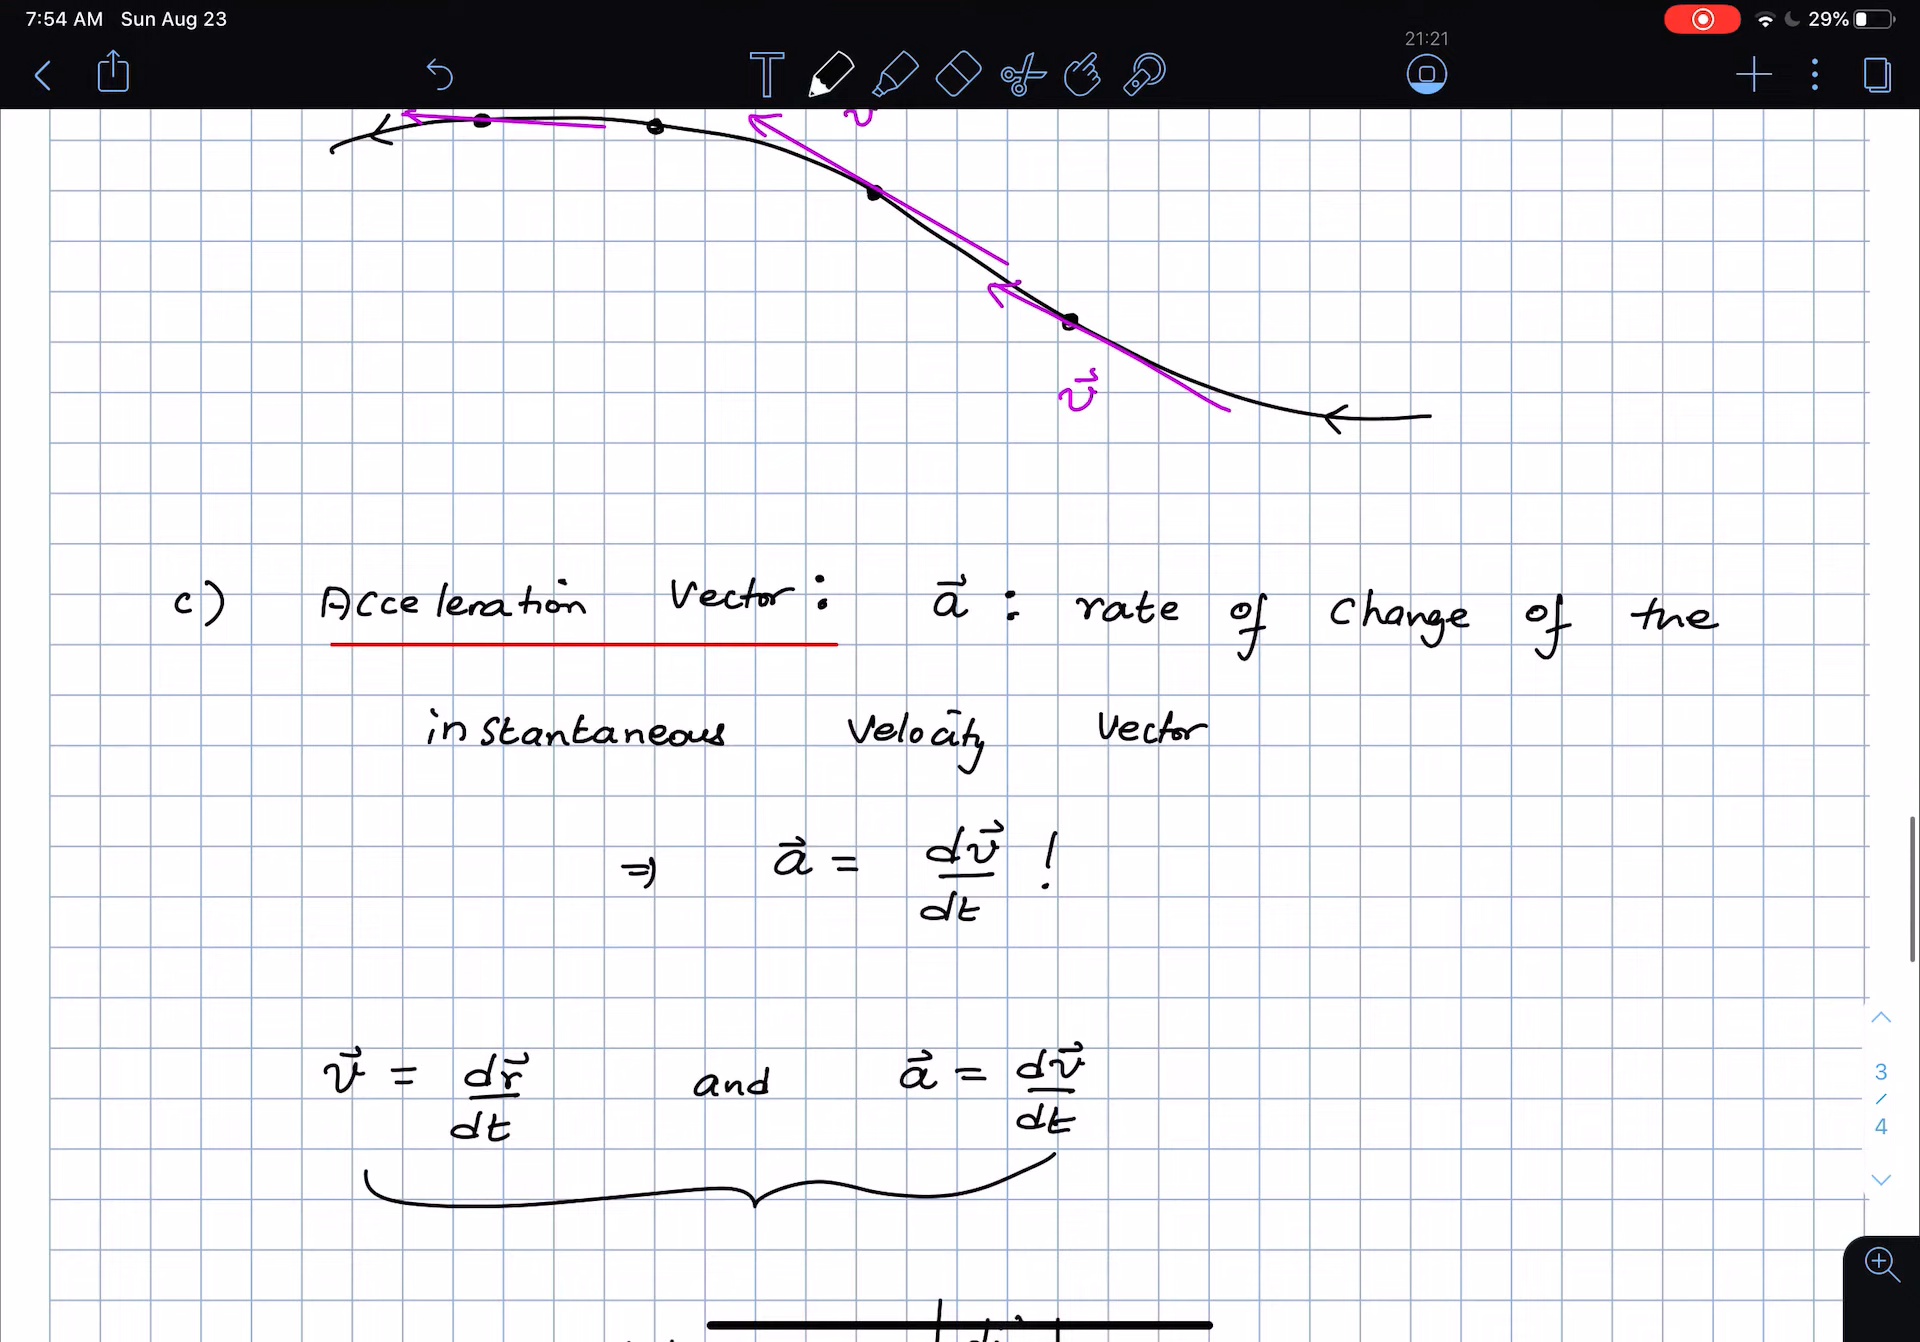 7:54 AM Sun Aug 23
29%
21:21
T
v
v⃗
c) Acceleration Vector: a⃗ : rate of change of the
instantaneous velocity vector
⇒ a⃗ = dv⃗/dt !
v⃗ = dr⃗/dt and a⃗ = dv⃗/dt
3
/
4